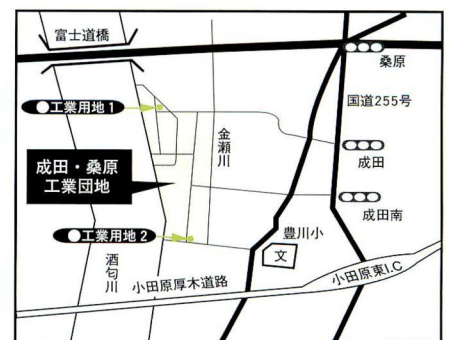 富士道橋
桑原
●工業用地1
国道255号
金瀬川
成田・桑原
工業団地
成田
成田南
●工業用地2
豊川小
文
酒匂川
小田原厚木道路
小田原東I.C